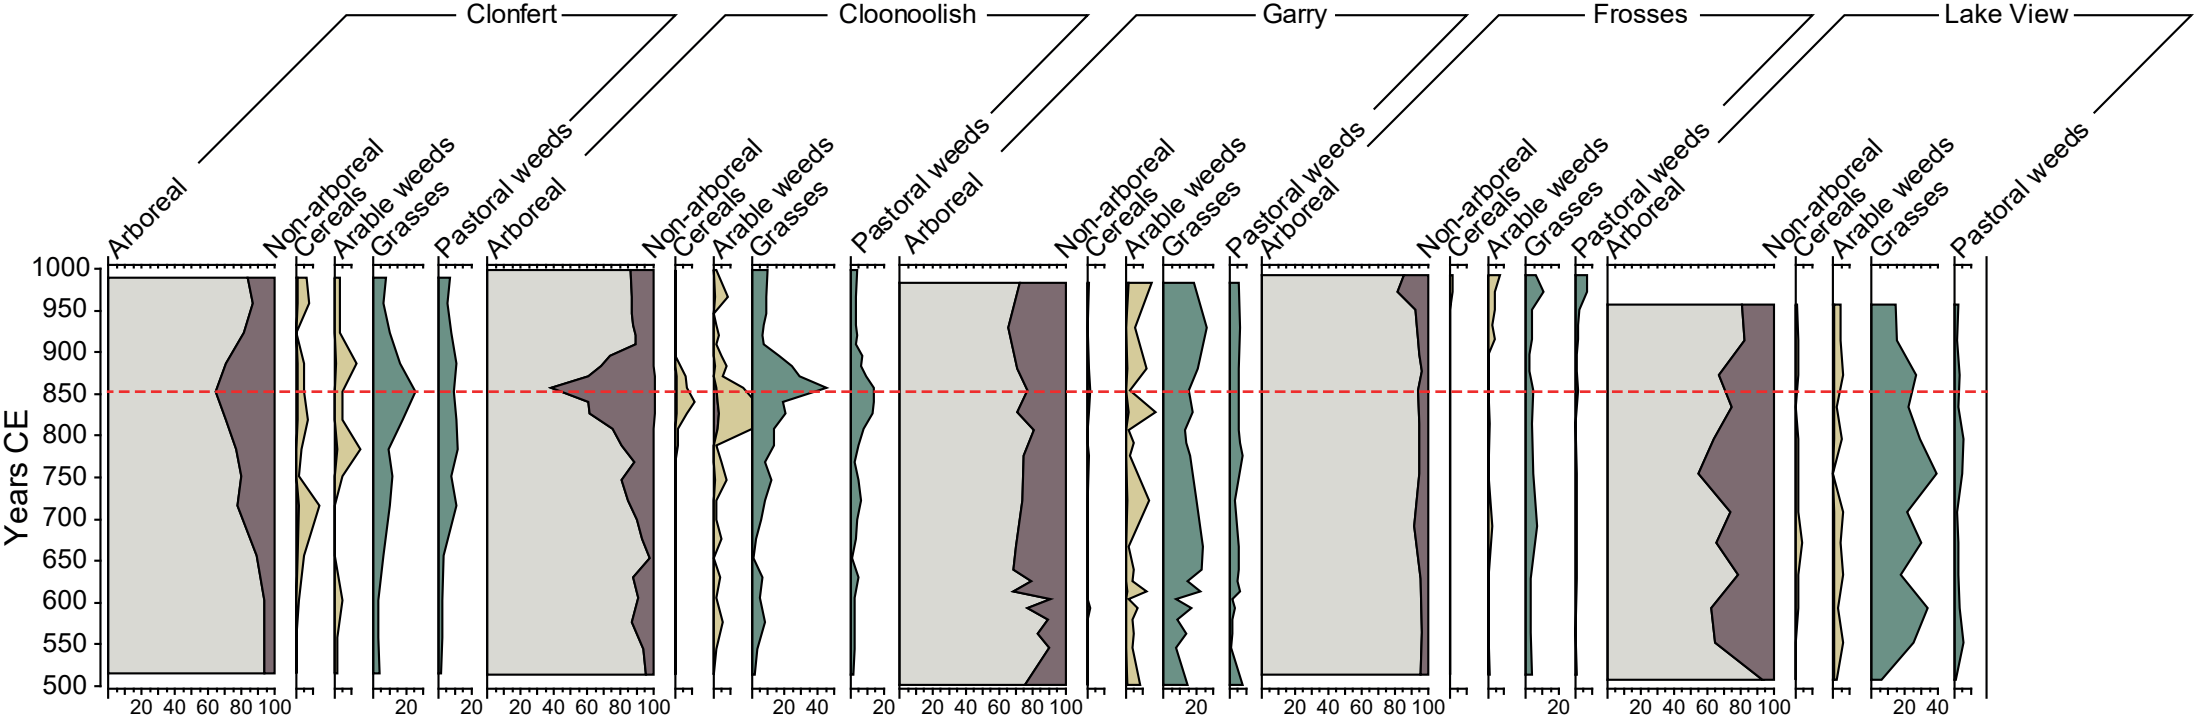 Clonfert Cloonoolish Garry Frosses Lake View
Arboreal Non-arboreal Cereals Arable weeds Grasses Pastoral weeds Arboreal Non-arboreal Cereals Arable weeds Grasses Pastoral weeds Arboreal Non-arboreal Cereals Arable weeds Grasses Pastoral weeds Arboreal Non-arboreal Cereals Arable weeds Grasses Pastoral weeds Arboreal Non-arboreal Cereals Arable weeds Grasses Pastoral weeds
Years CE
1000
950
900
850
800
750
700
650
600
550
500
20 40 60 80 100 20 20 20 40 60 80 100 20 40 20 20 40 60 80 100 20 20 40 60 80 100 20 20 40 60 80 100 20 40